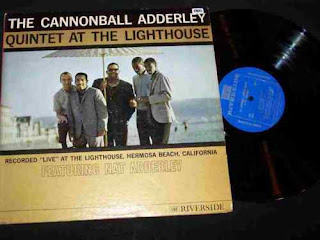 THE CANNONBALL ADDERLEY
QUINTET AT THE LIGHTHOUSE
RECORDED "LIVE" AT THE LIGHTHOUSE, HERMOSA BEACH, CALIFORNIA
FEATURING NAT ADDERLEY
RIVERSIDE
RIVERSIDE